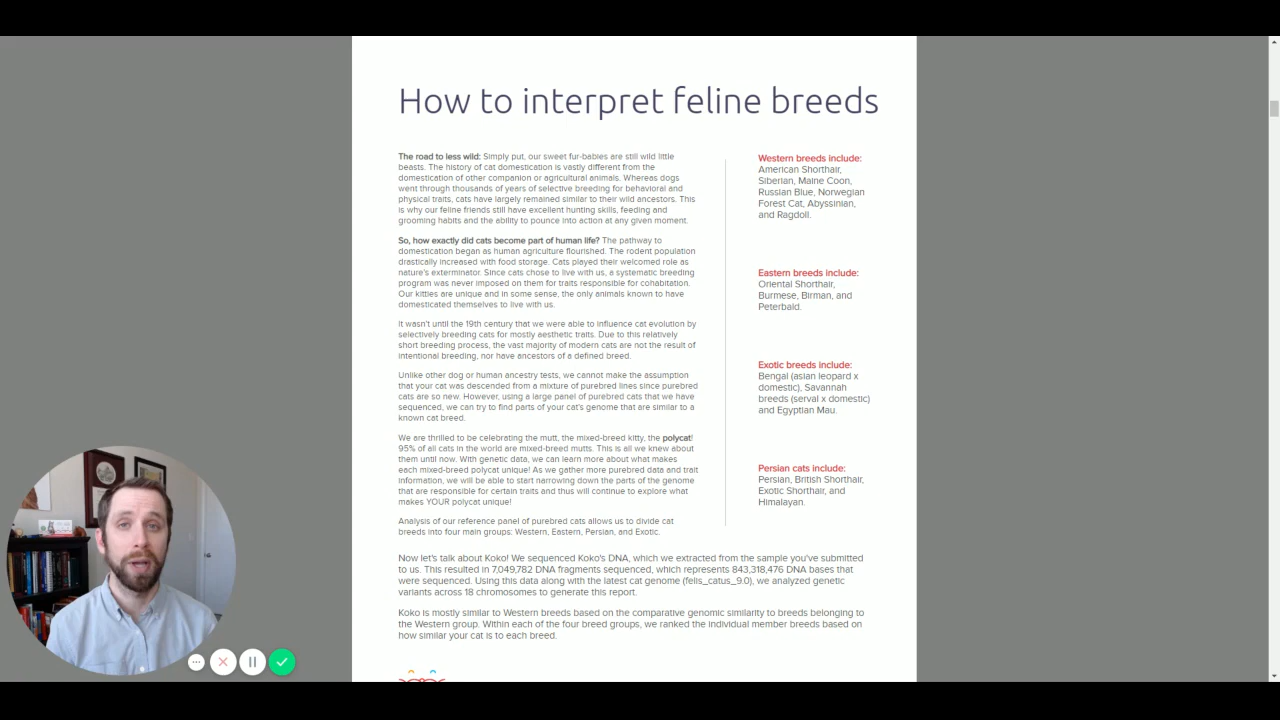 How to interpret feline breeds
The road to less wild: Simply put, our sweet fur-babies are still wild little
beasts. The history of cat domestication is vastly different from the
domestication of other companion or agricultural animals. Whereas dogs
went through thousands of years of selective breeding for behavioral and
physical traits, cats have largely remained similar to their wild ancestors. This
is why our feline friends still have excellent hunting skills, feeding and
grooming habits and the ability to pounce into action at any given moment.
So, how exactly did cats become part of human life? The pathway to
domestication began as human agriculture flourished. The rodent population
drastically increased with food storage. Cats played their welcomed role as
nature's exterminator. Since cats chose to live with us, a systematic breeding
program was never imposed on them for traits responsible for cohabitation.
Our kitties are unique and in some sense, the only animals known to have
domesticated themselves to live with us.
It wasn't until the 19th century that we were able to influence cat evolution by
selectively breeding cats for mostly aesthetic traits. Due to this relatively
short breeding process, the vast majority of modern cats are not the result of
intentional breeding, nor have ancestors of a defined breed.
Unlike other dog or human ancestry tests, we cannot make the assumption
that your cat was descended from a mixture of purebred lines since purebred
cats are so new. However, using a large panel of purebred cats that we have
sequenced, we can try to find parts of your cat's genome that are similar to a
known cat breed.
We are thrilled to be celebrating the mutt, the mixed-breed kitty, the polycat!
95% of all cats in the world are mixed-breed mutts. This is all we knew about
them until now. With genetic data, we can learn more about what makes
each mixed-breed polycat unique! As we gather more purebred data and trait
information, we will be able to start narrowing down the parts of the genome
that are responsible for certain traits and thus will continue to explore what
makes YOUR polycat unique!
Analysis of our reference panel of purebred cats allows us to divide cat
breeds into four main groups: Western, Eastern, Persian, and Exotic.
Western breeds include:
American Shorthair,
Siberian, Maine Coon,
Russian Blue, Norwegian
Forest Cat, Abyssinian,
and Ragdoll.
Eastern breeds include:
Oriental Shorthair,
Burmese, Birman, and
Peterbald.
Exotic breeds include:
Bengal (asian leopard x
domestic), Savannah
breeds (serval x domestic)
and Egyptian Mau.
Persian cats include:
Persian, British Shorthair,
Exotic Shorthair, and
Himalayan.
Now let's talk about Koko! We sequenced Koko's DNA, which we extracted from the sample you've submitted
to us. This resulted in 7,049,782 DNA fragments sequenced, which represents 843,318,476 DNA bases that
were sequenced. Using this data along with the latest cat genome (felis_catus_9.0), we analyzed genetic
variants across 18 chromosomes to generate this report.
Koko is mostly similar to Western breeds based on the comparative genomic similarity to breeds belonging to
the Western group. Within each of the four breed groups, we ranked the individual member breeds based on
how similar your cat is to each breed.